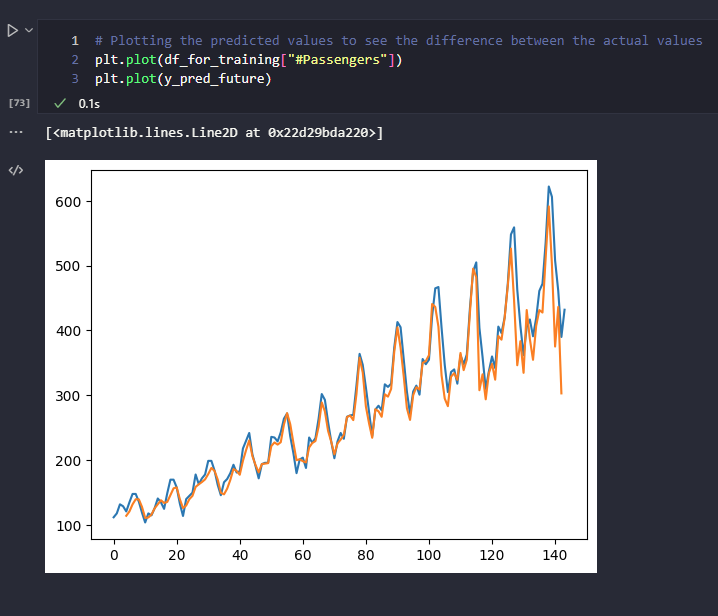 1 # Plotting the predicted values to see the difference between the actual values
2 plt.plot(df_for_training["#Passengers"])
3 plt.plot(y_pred_future)
[73] ✓ 0.1s
... [<matplotlib.lines.Line2D at 0x22d29bda220>]
</>
600
500
400
300
200
100
0 20 40 60 80 100 120 140